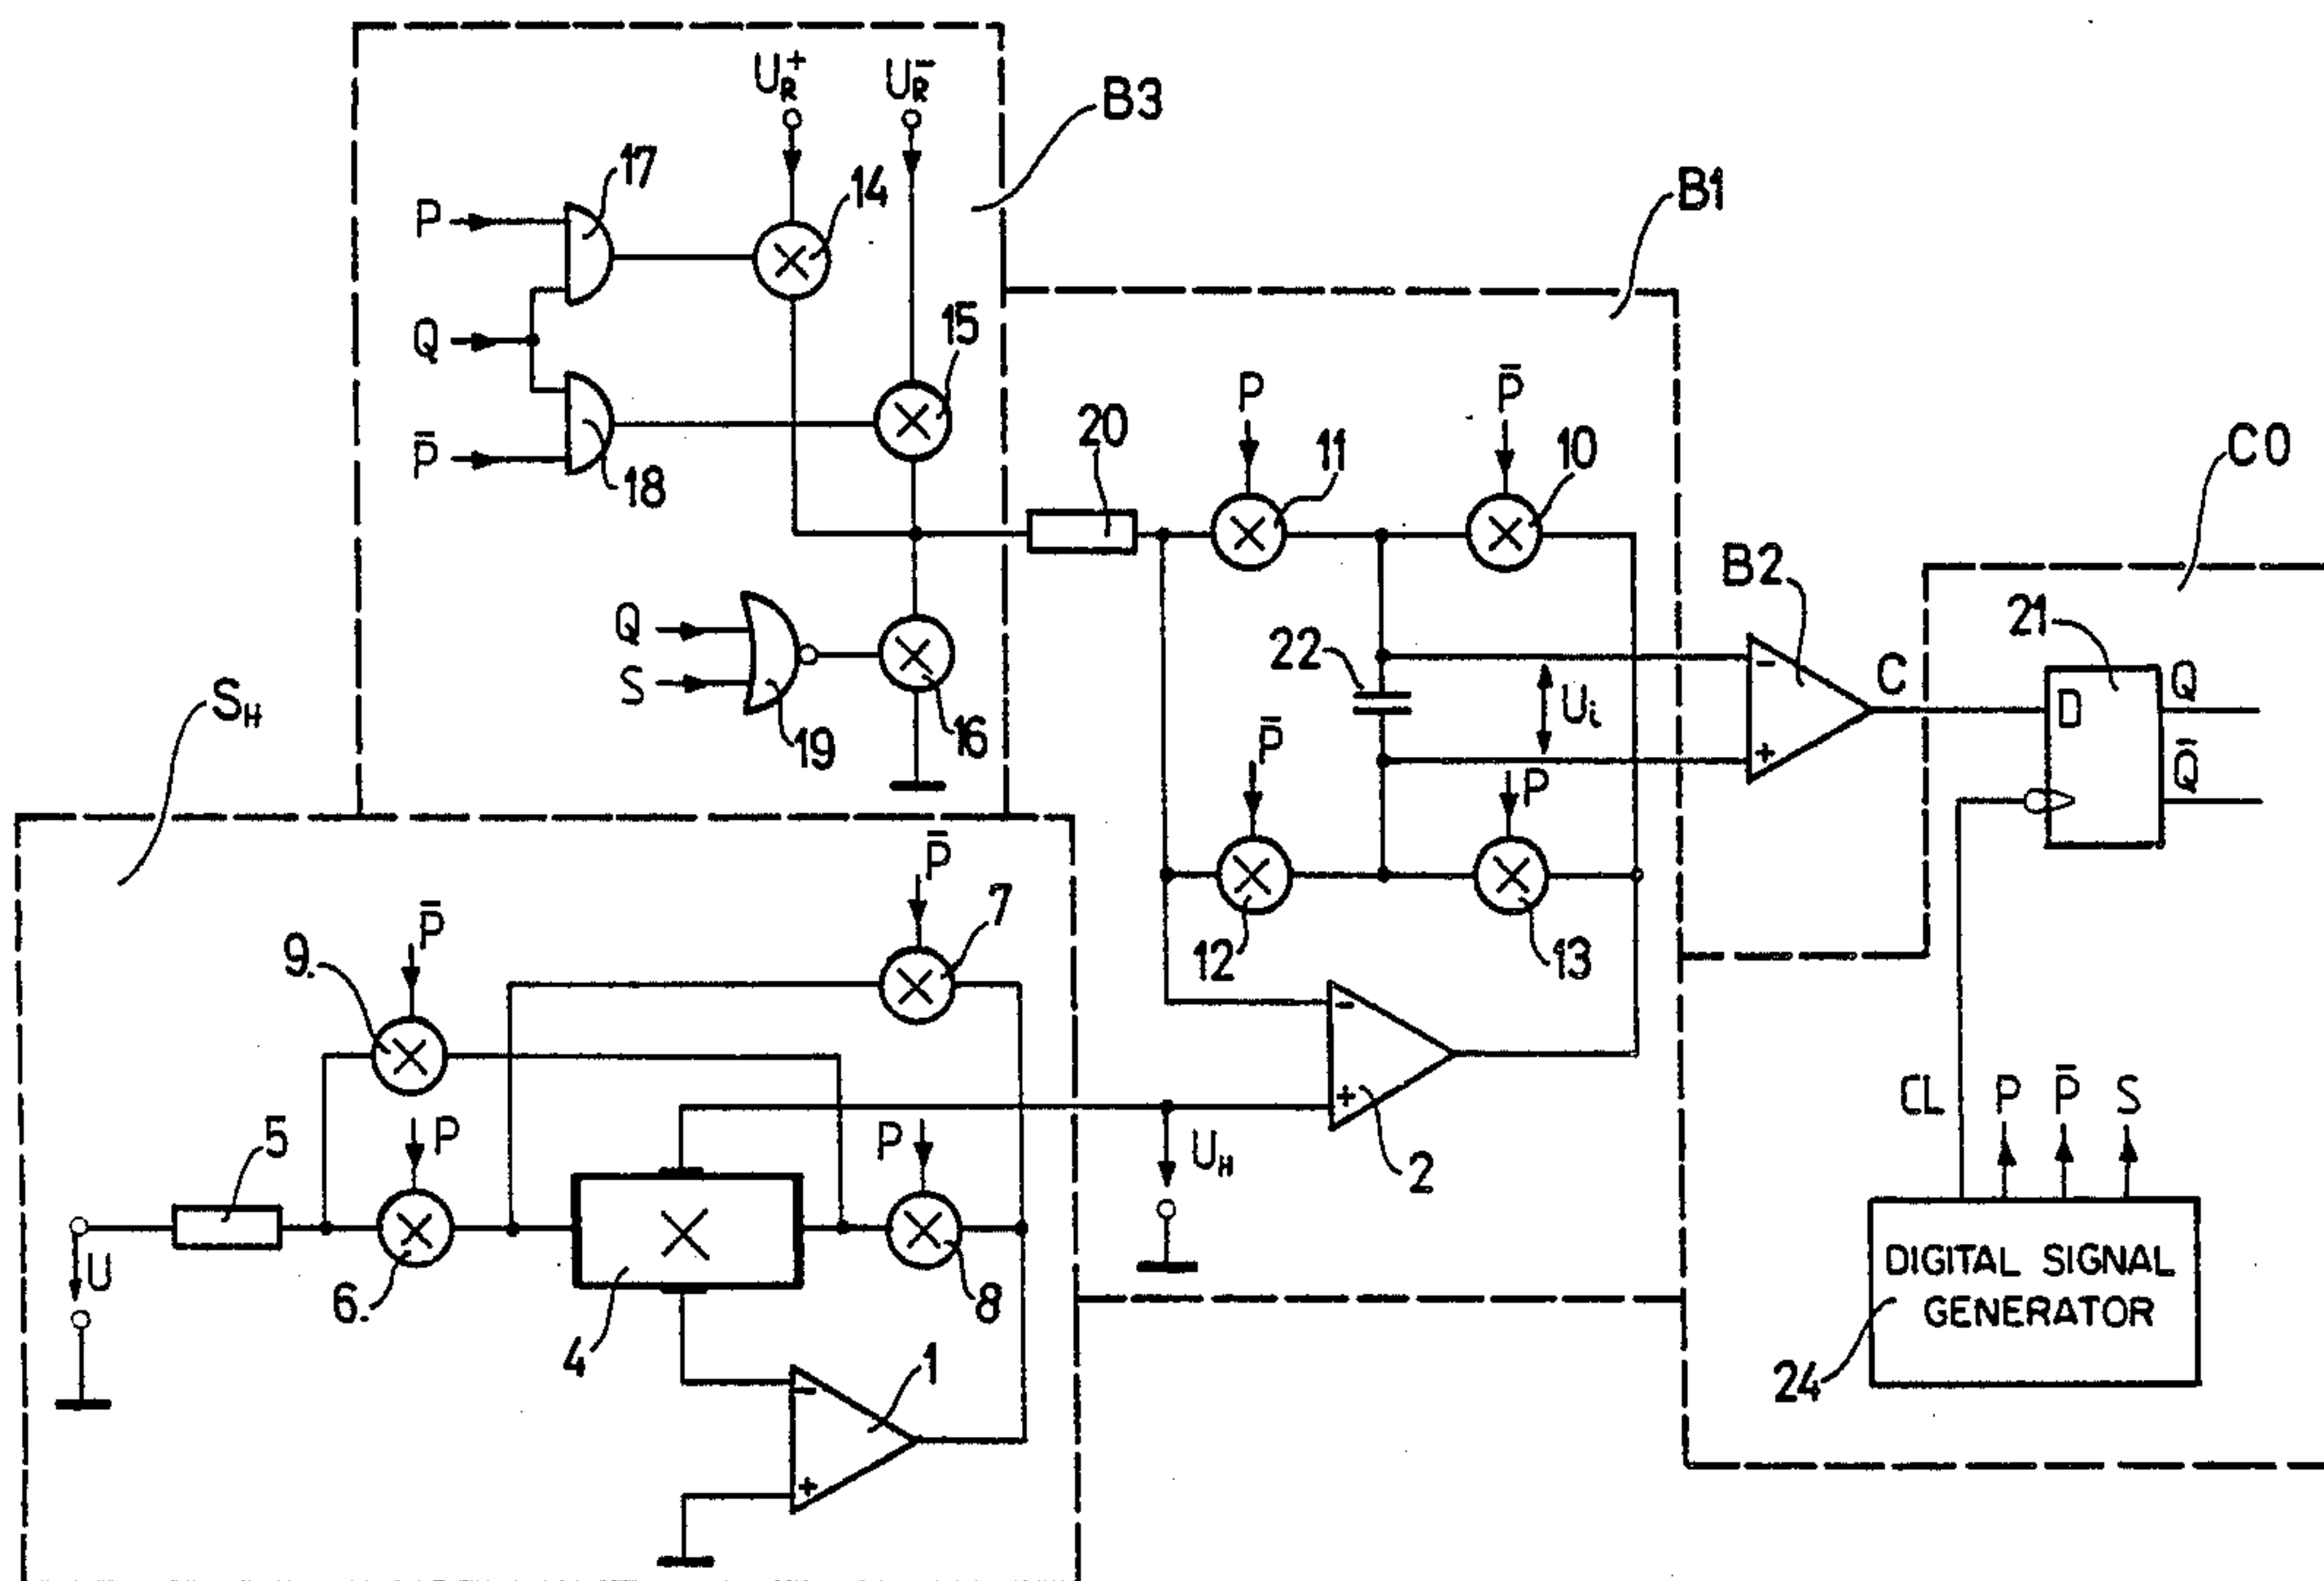 U_R^+ U_R^-
B3
17
14
P
B1
Q
15
P̄
18
20
P
11
P̄
10
C0
Q
S
19
16
22
U_i
B2
C
21
D
Q
Q̄
S_H
P̄
12
P
13
-
+
P̄
9.
P̄
7
5
P
6.
U
X
4
P
8
U_H
-
+
2
CL P P̄ S
DIGITAL SIGNAL
GENERATOR
24
-
+
1